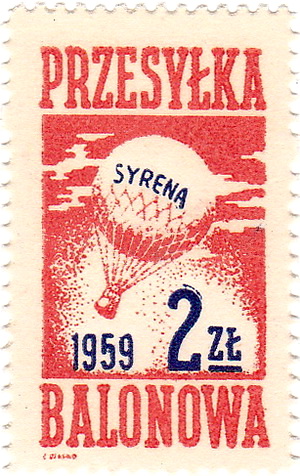 PRZESYŁKA
SYRENA
1959 2 ZŁ
BALONOWA